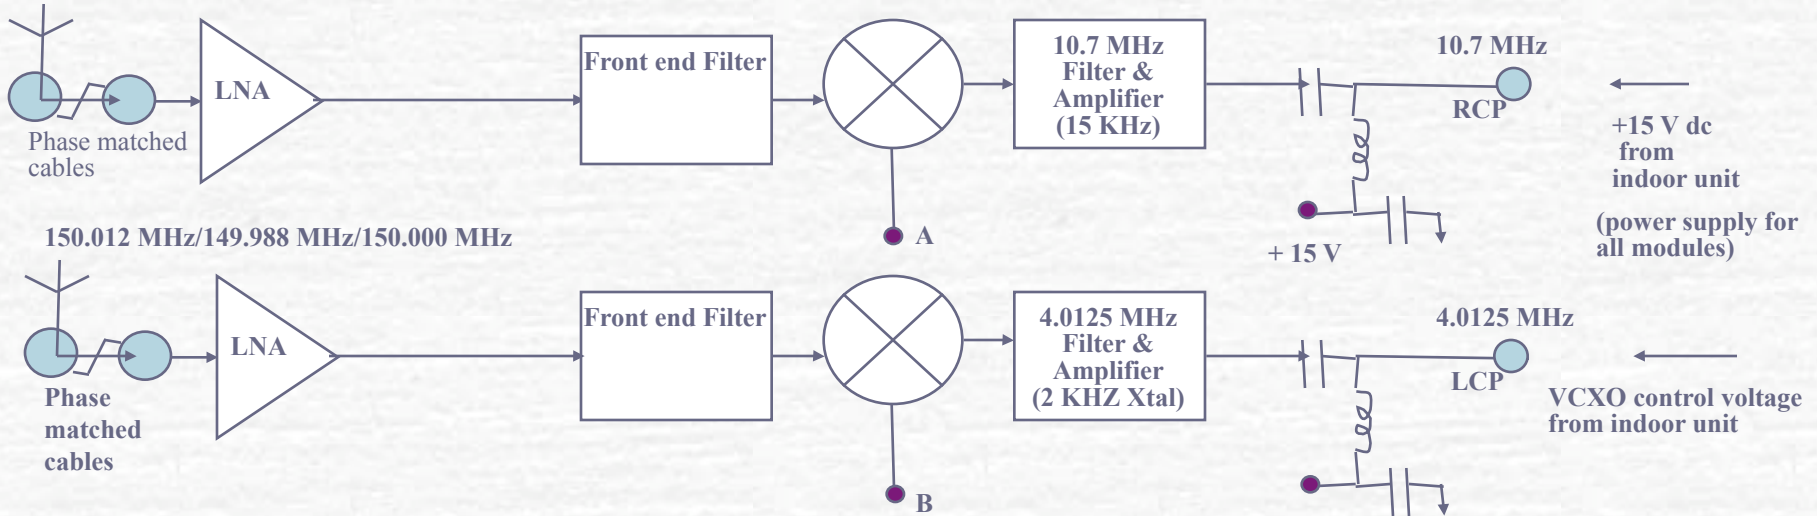 LNA
Phase matched
cables
Front end Filter
A
10.7 MHz
Filter &
Amplifier
(15 KHz)
10.7 MHz
RCP
+ 15 V
+15 V dc
from
indoor unit
(power supply for
all modules)
150.012 MHz/149.988 MHz/150.000 MHz
LNA
Phase
matched
cables
Front end Filter
B
4.0125 MHz
Filter &
Amplifier
(2 KHZ Xtal)
4.0125 MHz
LCP
VCXO control voltage
from indoor unit